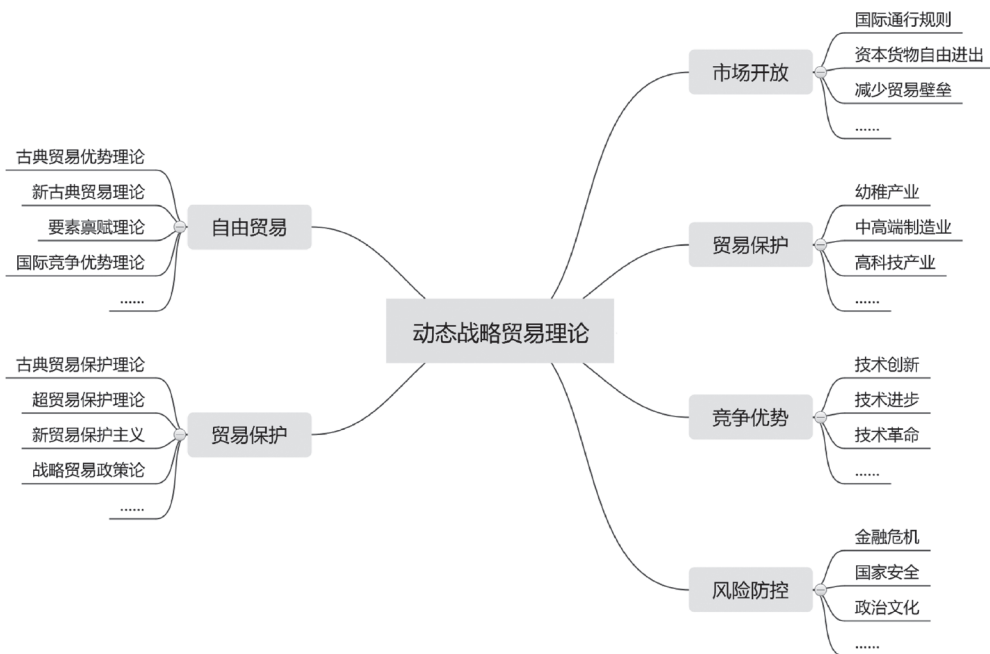 动态战略贸易理论
自由贸易
古典贸易优势理论
新古典贸易理论
要素禀赋理论
国际竞争优势理论
……
贸易保护
古典贸易保护理论
超贸易保护理论
新贸易保护主义
战略贸易政策论
……
市场开放
国际通行规则
资本货物自由进出
减少贸易壁垒
……
贸易保护
幼稚产业
中高端制造业
高科技产业
……
竞争优势
技术创新
技术进步
技术革命
……
风险防控
金融危机
国家安全
政治文化
……